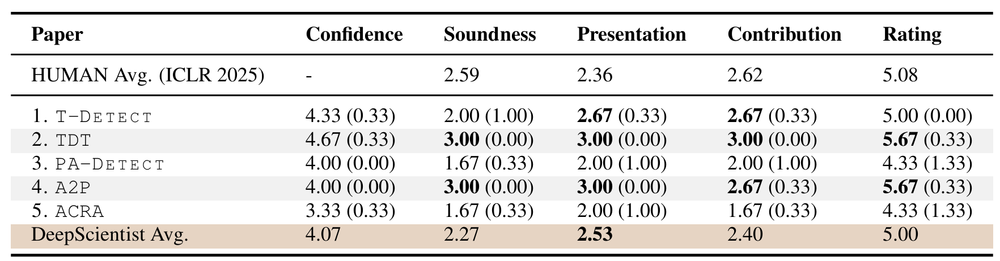 Paper Confidence Soundness Presentation Contribution Rating
HUMAN Avg. (ICLR 2025) - 2.59 2.36 2.62 5.08
1. T-DETECT 4.33 (0.33) 2.00 (1.00) 2.67 (0.33) 2.67 (0.33) 5.00 (0.00)
2. TDT 4.67 (0.33) 3.00 (0.00) 3.00 (0.00) 3.00 (0.00) 5.67 (0.33)
3. PA-DETECT 4.00 (0.00) 1.67 (0.33) 2.00 (1.00) 2.00 (1.00) 4.33 (1.33)
4. A2P 4.00 (0.00) 3.00 (0.00) 3.00 (0.00) 2.67 (0.33) 5.67 (0.33)
5. ACRA 3.33 (0.33) 1.67 (0.33) 2.00 (1.00) 1.67 (0.33) 4.33 (1.33)
DeepScientist Avg. 4.07 2.27 2.53 2.40 5.00